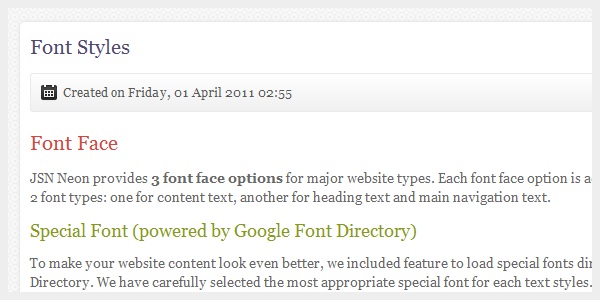 Font Styles
Created on Friday, 01 April 2011 02:55
Font Face
JSN Neon provides 3 font face options for major website types. Each font face option is
2 font types: one for content text, another for heading text and main navigation text.
Special Font (powered by Google Font Directory)
To make your website content look even better, we included feature to load special fonts
Directory. We have carefully selected the most appropriate special font for each text styles.